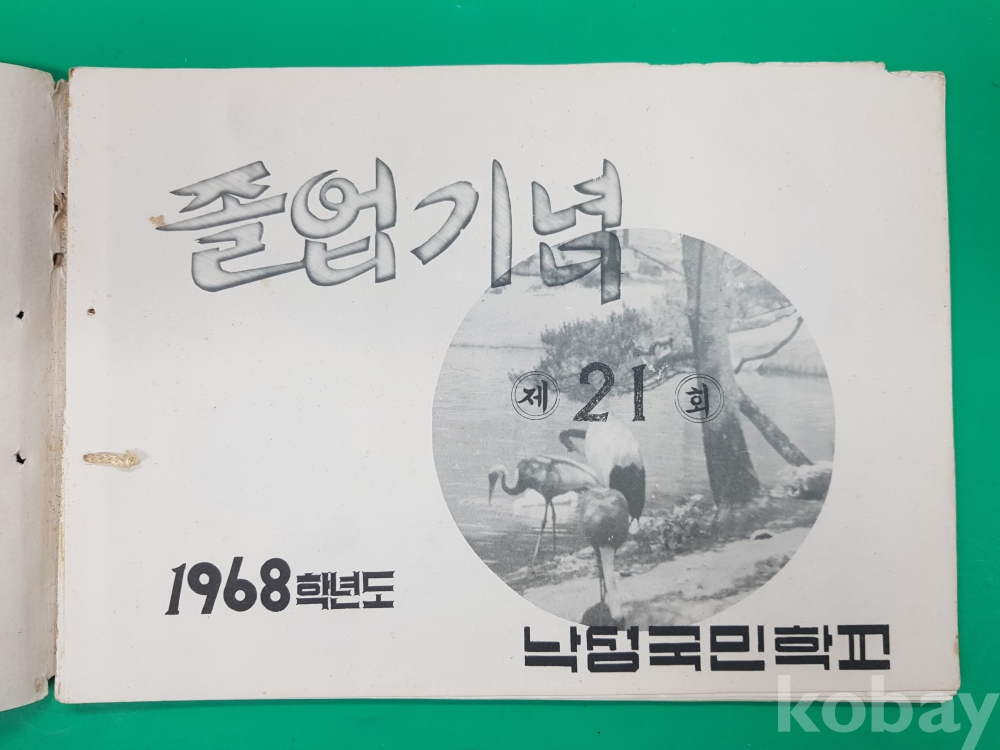 졸업기념
제 21 회
1968학년도
낙성국민학교
kobay